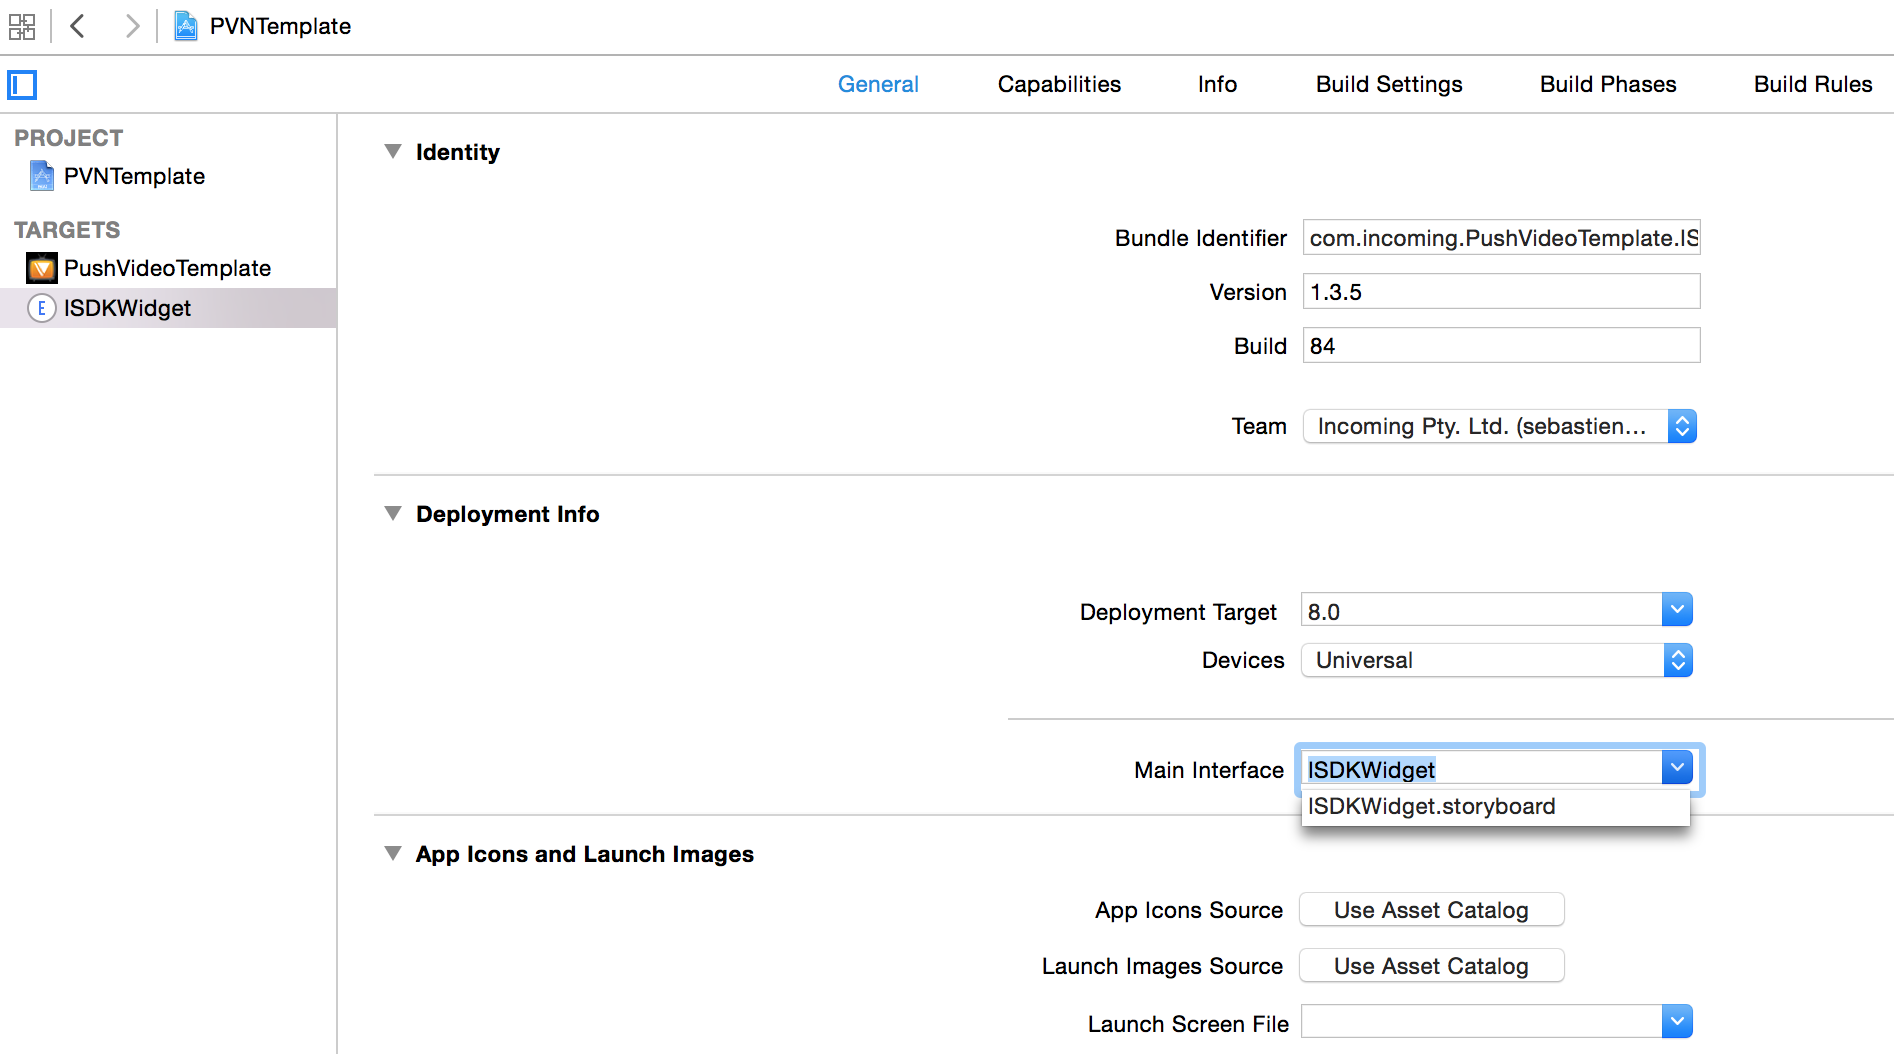 PVNTemplate
General Capabilities Info Build Settings Build Phases Build Rules
PROJECT
PVNTemplate
TARGETS
PushVideoTemplate
E ISDKWidget
Identity
Bundle Identifier com.incoming.PushVideoTemplate.IS
Version 1.3.5
Build 84
Team Incoming Pty. Ltd. (sebastien...
Deployment Info
Deployment Target 8.0
Devices Universal
Main Interface ISDKWidget
ISDKWidget.storyboard
App Icons and Launch Images
App Icons Source Use Asset Catalog
Launch Images Source Use Asset Catalog
Launch Screen File